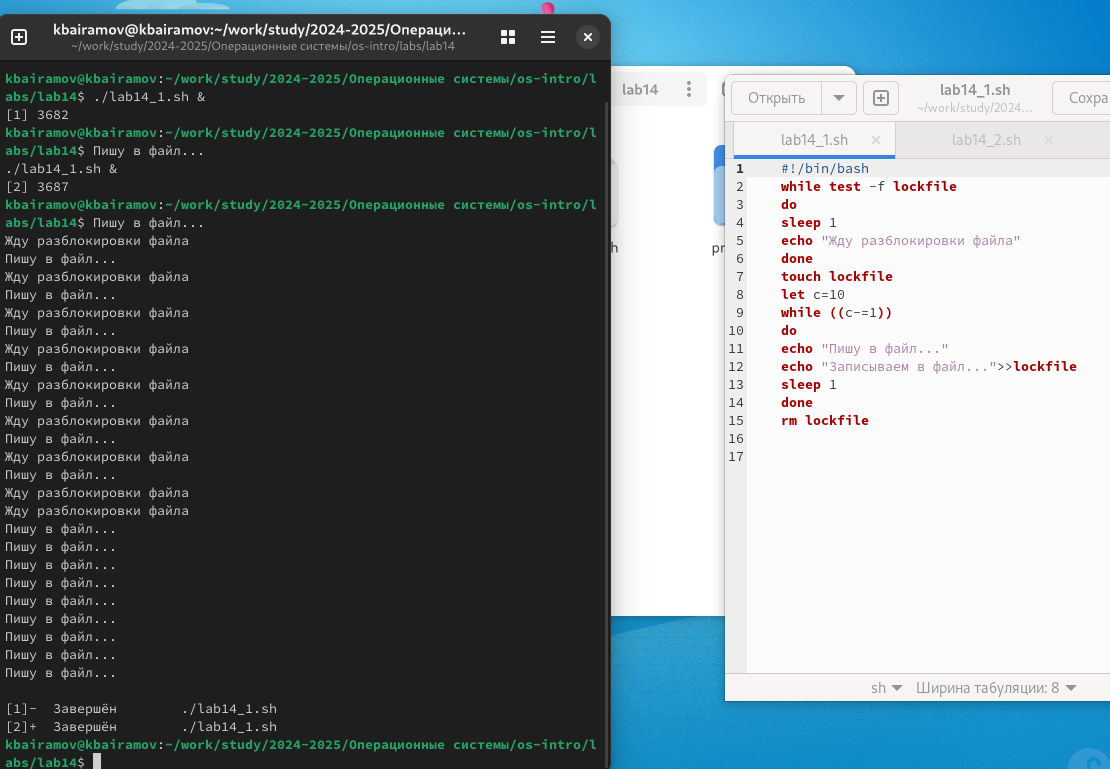 kbairamov@kbairamov:~/work/study/2024-2025/Операци...
~/work/study/2024-2025/Операционные системы/os-intro/labs/lab14
kbairamov@kbairamov:~/work/study/2024-2025/Операционные системы/os-intro/l
abs/lab14$ ./lab14_1.sh &
[1] 3682
kbairamov@kbairamov:~/work/study/2024-2025/Операционные системы/os-intro/l
abs/lab14$ Пишу в файл...
./lab14_1.sh &
[2] 3687
kbairamov@kbairamov:~/work/study/2024-2025/Операционные системы/os-intro/l
abs/lab14$ Пишу в файл...
Жду разблокировки файла
Пишу в файл...
Жду разблокировки файла
Пишу в файл...
Жду разблокировки файла
Пишу в файл...
Жду разблокировки файла
Пишу в файл...
Жду разблокировки файла
Пишу в файл...
Жду разблокировки файла
Пишу в файл...
Жду разблокировки файла
Пишу в файл...
Жду разблокировки файла
Жду разблокировки файла
Пишу в файл...
Пишу в файл...
Пишу в файл...
Пишу в файл...
Пишу в файл...
Пишу в файл...
Пишу в файл...
Пишу в файл...
Пишу в файл...
[1]-  Завершён        ./lab14_1.sh
[2]+  Завершён        ./lab14_1.sh
kbairamov@kbairamov:~/work/study/2024-2025/Операционные системы/os-intro/l
abs/lab14$
lab14
h
pr
Открыть
lab14_1.sh
~/work/study/2024...
Сохра
lab14_1.sh
lab14_2.sh
1 #!/bin/bash
2 while test -f lockfile
3 do
4 sleep 1
5 echo "Жду разблокировки файла"
6 done
7 touch lockfile
8 let c=10
9 while ((c-=1))
10 do
11 echo "Пишу в файл..."
12 echo "Записываем в файл...">>lockfile
13 sleep 1
14 done
15 rm lockfile
16
17
sh
Ширина табуляции: 8